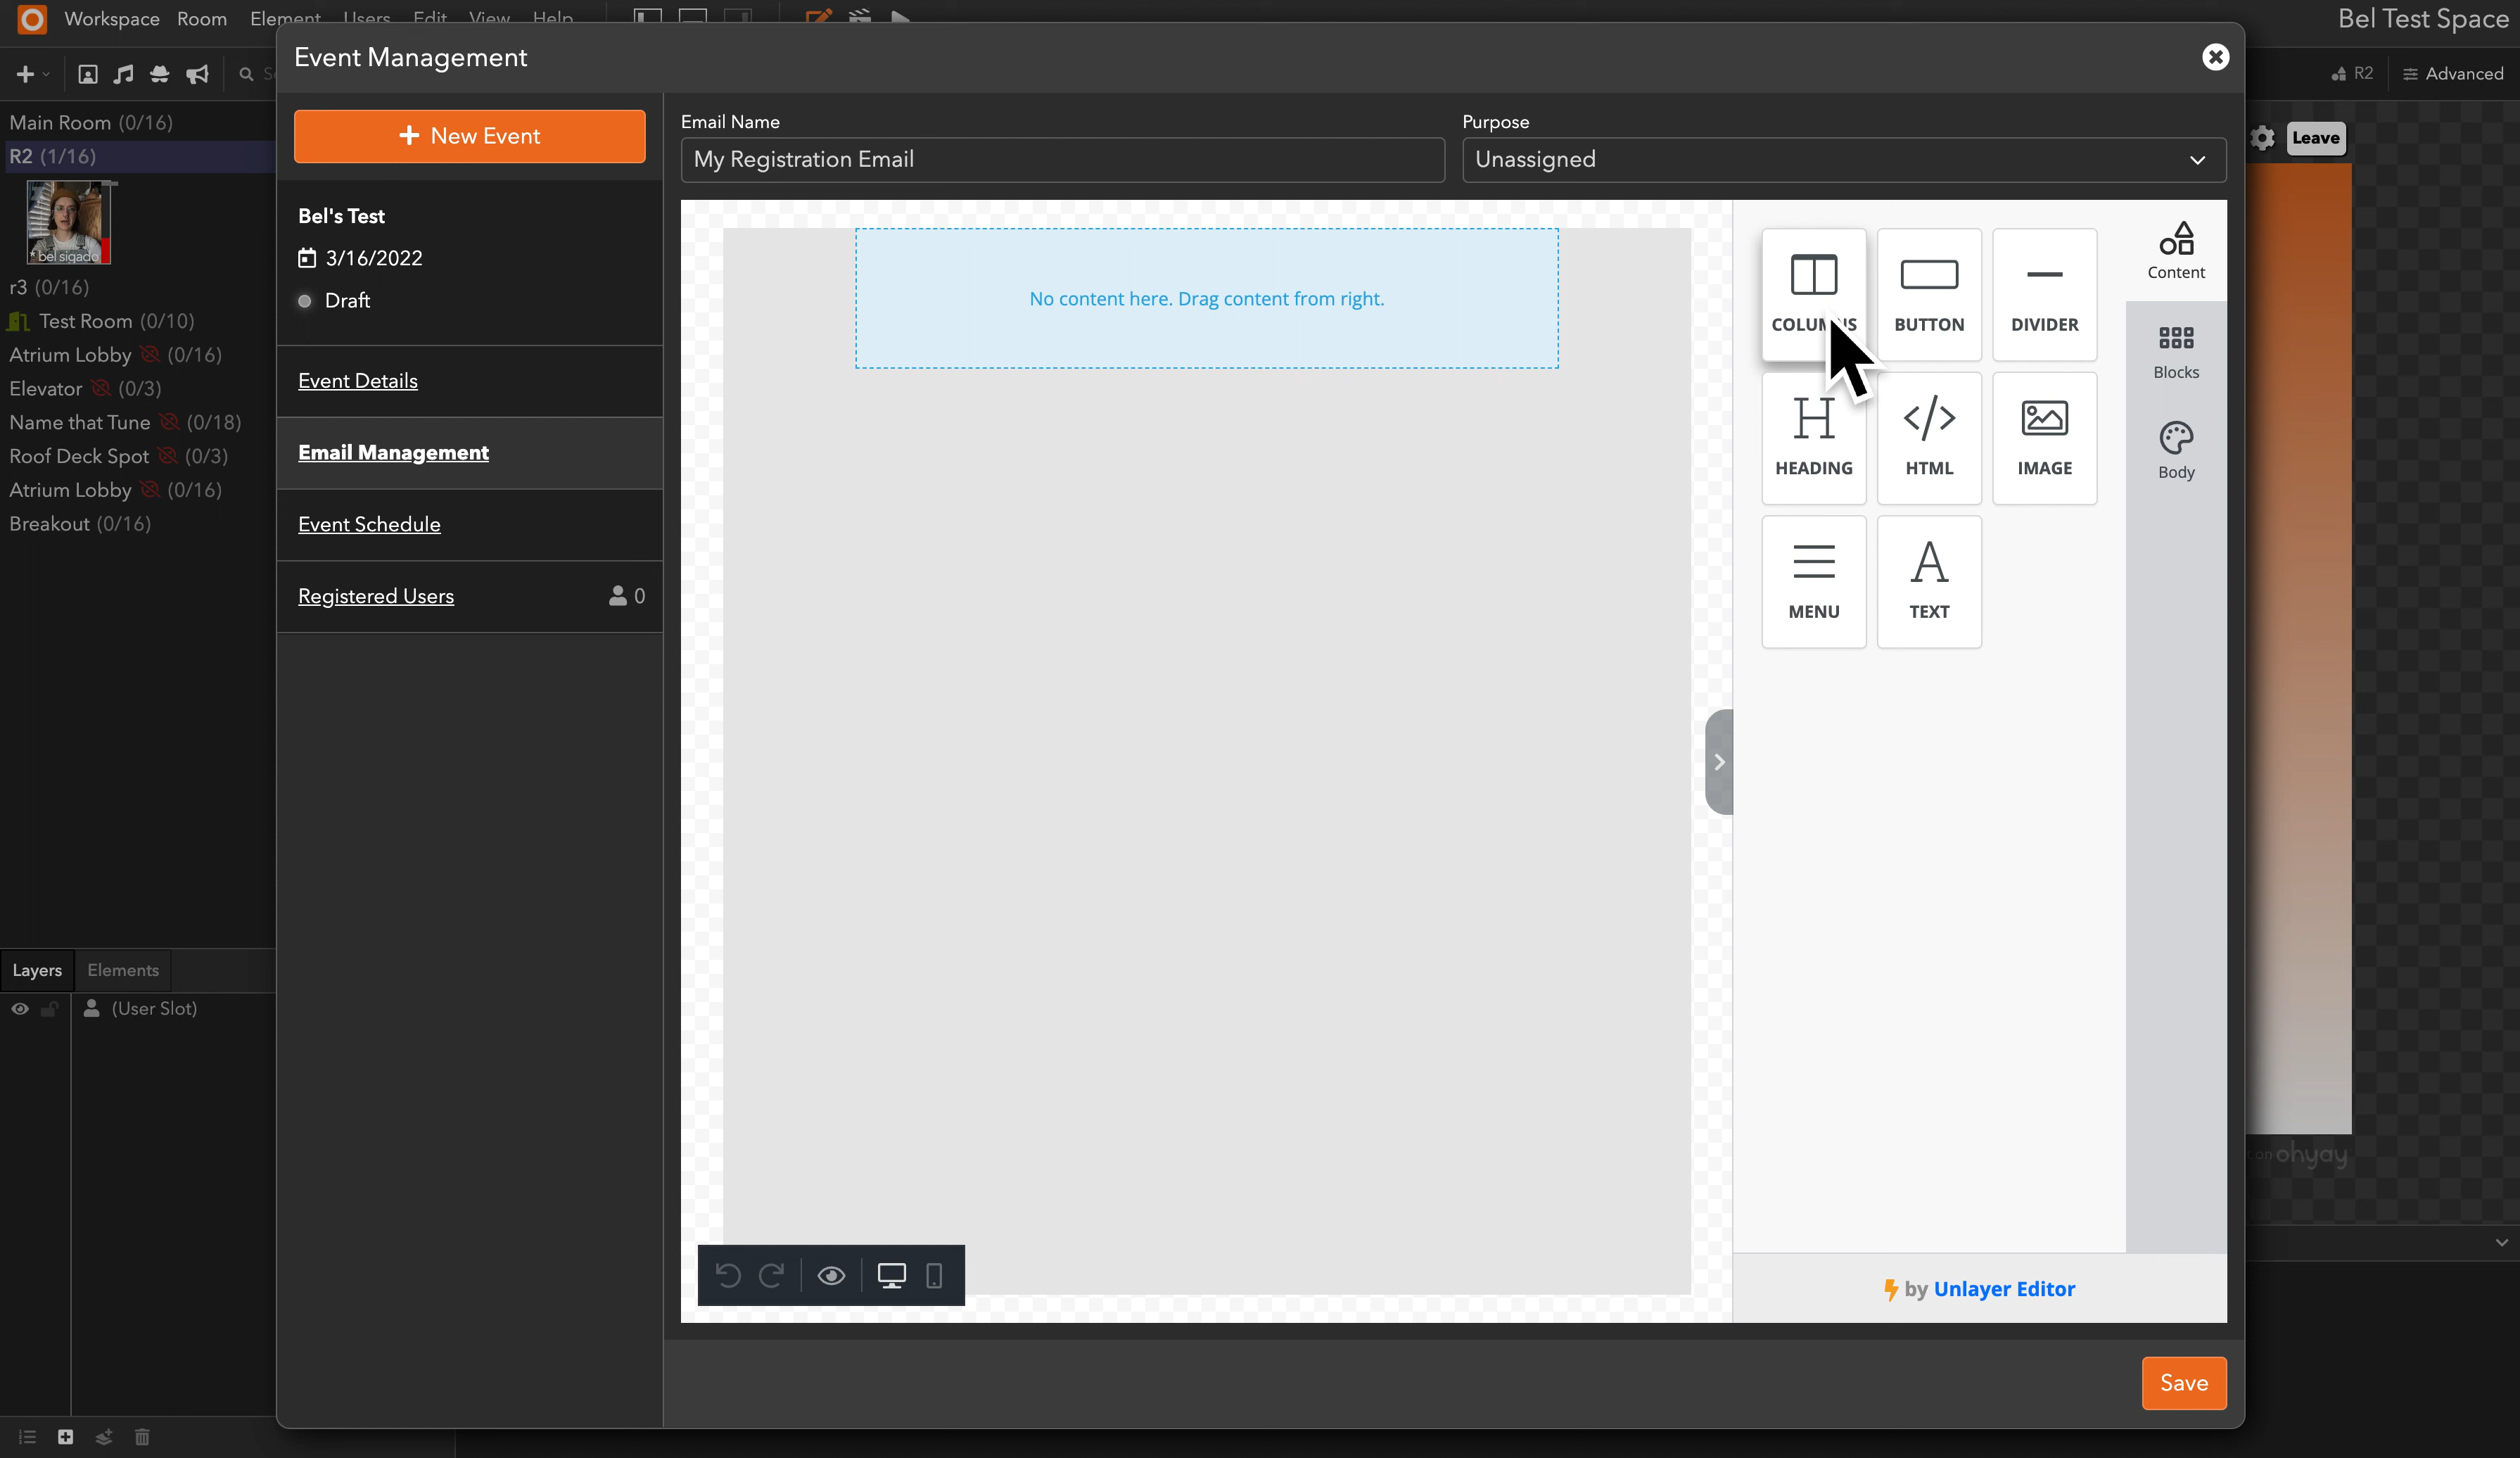 Workspace Room Element Users Edit View Help
Bel Test Space
Event Management
R2 Advanced
Main Room (0/16)
R2 (1/16)
* bel sigado
r3 (0/16)
Test Room (0/10)
Atrium Lobby (0/16)
Elevator (0/3)
Name that Tune (0/18)
Roof Deck Spot (0/3)
Atrium Lobby (0/16)
Breakout (0/16)
Layers Elements
(User Slot)
New Event
Bel's Test
3/16/2022
Draft
Event Details
Email Management
Event Schedule
Registered Users 0
Email Name
My Registration Email
Purpose
Unassigned
No content here. Drag content from right.
BUTTON DIVIDER
HEADING HTML IMAGE
MENU TEXT
Content
Blocks
Body
by Unlayer Editor
Save
Leave
on ohyay